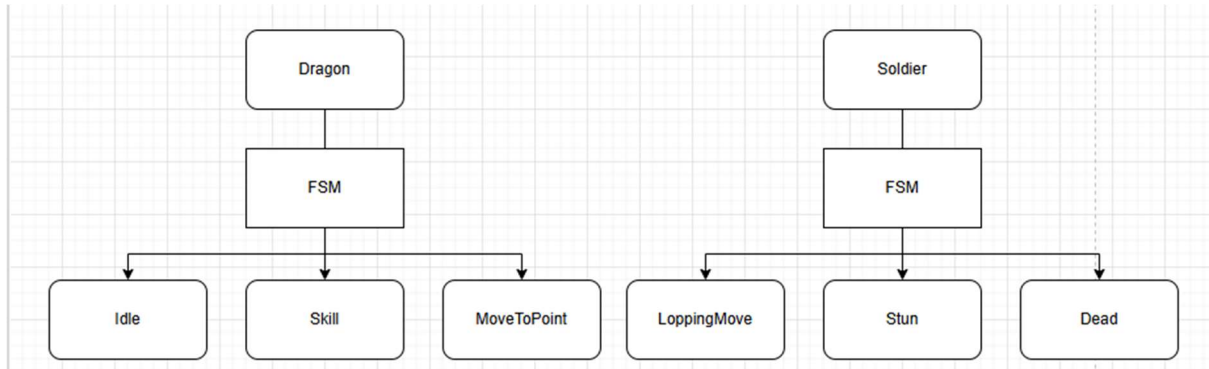 Dragon
Soldier
FSM
FSM
Idle
Skill
MoveToPoint
LoppingMove
Stun
Dead